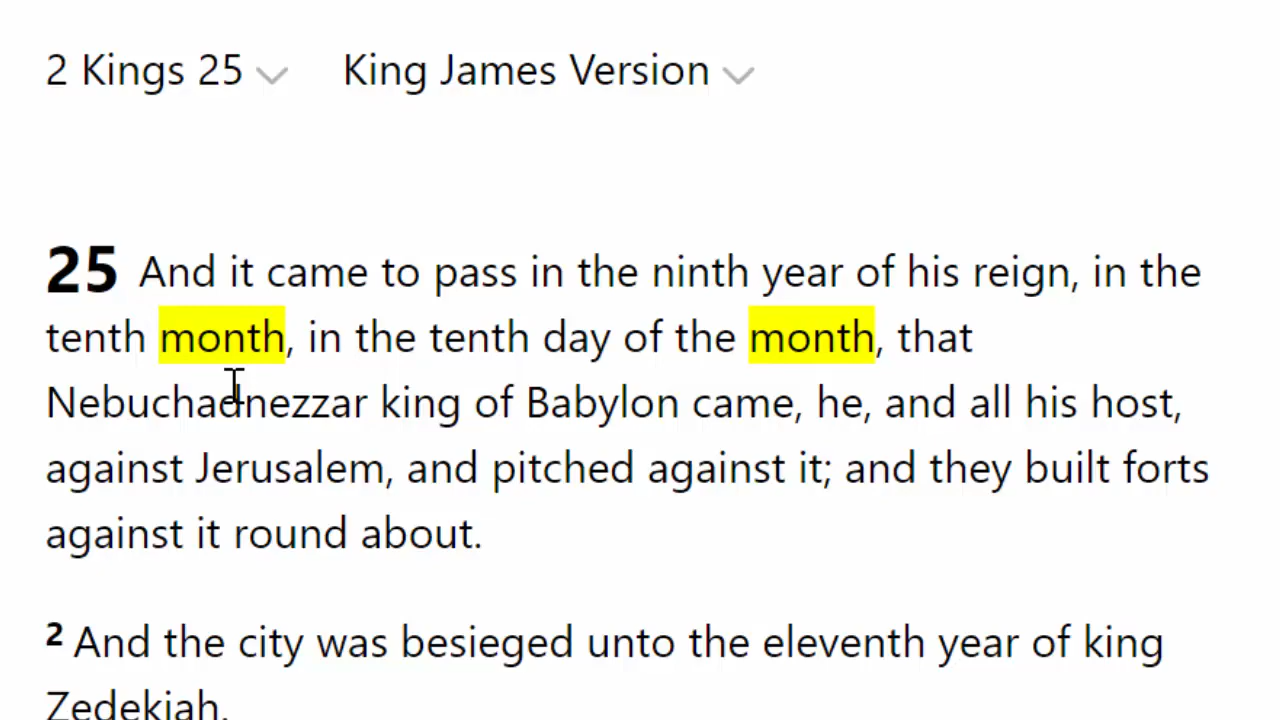 2 Kings 25 King James Version
25 And it came to pass in the ninth year of his reign, in the
tenth month, in the tenth day of the month, that
Nebuchadnezzar king of Babylon came, he, and all his host,
against Jerusalem, and pitched against it; and they built forts
against it round about.
2 And the city was besieged unto the eleventh year of king
Zedekiah.